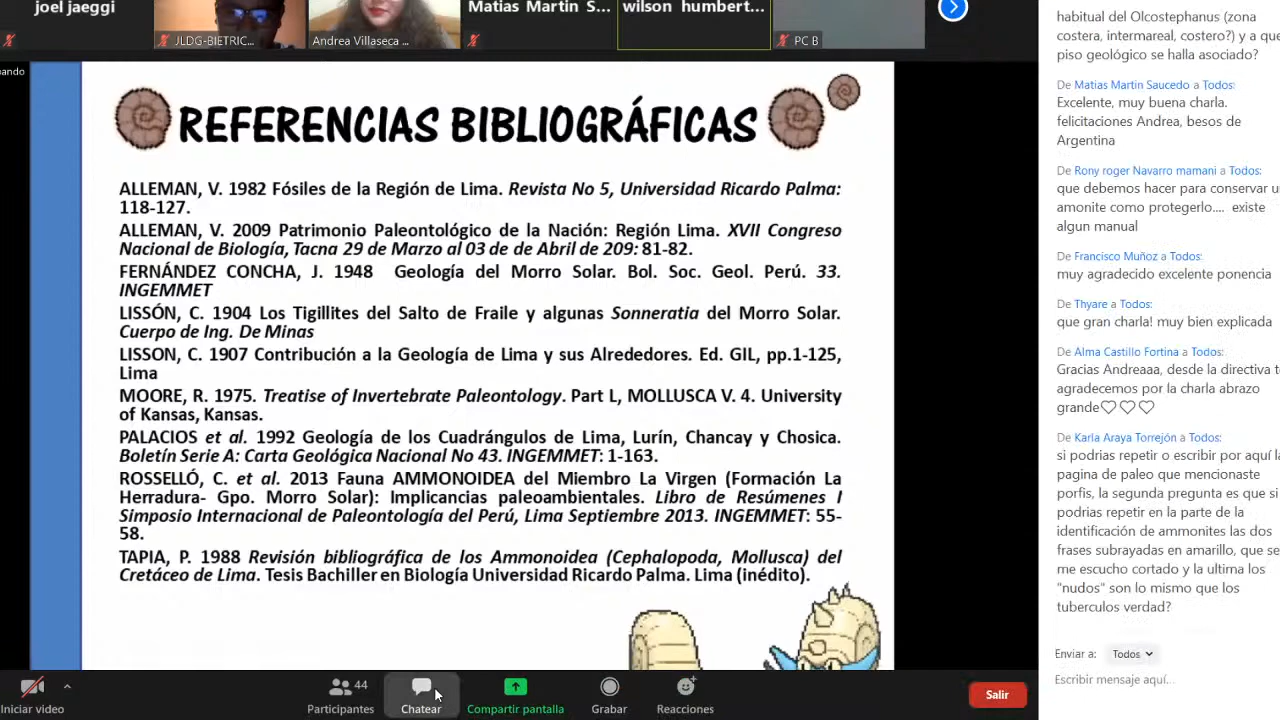 joel jaeggi
Matias Martin S...
wilson humbert...
JLDG-BIETRIC...
Andrea Villaseca ...
PC B
REFERENCIAS BIBLIOGRÁFICAS
ALLEMAN, V. 1982 Fósiles de la Región de Lima. Revista No 5, Universidad Ricardo Palma:
118-127.
ALLEMAN, V. 2009 Patrimonio Paleontológico de la Nación: Región Lima. XVII Congreso
Nacional de Biología, Tacna 29 de Marzo al 03 de de Abril de 209: 81-82.
FERNÁNDEZ CONCHA, J. 1948 Geología del Morro Solar. Bol. Soc. Geol. Perú. 33.
INGEMMET
LISSÓN, C. 1904 Los Tigillites del Salto de Fraile y algunas Sonneratia del Morro Solar.
Cuerpo de Ing. De Minas
LISSON, C. 1907 Contribución a la Geología de Lima y sus Alrededores. Ed. GIL, pp.1-125,
Lima
MOORE, R. 1975. Treatise of Invertebrate Paleontology. Part L, MOLLUSCA V. 4. University
of Kansas, Kansas.
PALACIOS et al. 1992 Geología de los Cuadrángulos de Lima, Lurín, Chancay y Chosica.
Boletín Serie A: Carta Geológica Nacional No 43. INGEMMET: 1-163.
ROSSELLÓ, C. et al. 2013 Fauna AMMONOIDEA del Miembro La Virgen (Formación La
Herradura- Gpo. Morro Solar): Implicancias paleoambientales. Libro de Resúmenes I
Simposio Internacional de Paleontología del Perú, Lima Septiembre 2013. INGEMMET: 55-
58.
TAPIA, P. 1988 Revisión bibliográfica de los Ammonoidea (Cephalopoda, Mollusca) del
Cretáceo de Lima. Tesis Bachiller en Biología Universidad Ricardo Palma. Lima (inédito).
habitual del Olcostephanus (zona
costera, intermareal, costero?) y a que
piso geológico se halla asociado?
De Matias Martin Saucedo a Todos:
Excelente, muy buena charla.
felicitaciones Andrea, besos de
Argentina
De Rony roger Navarro mamani a Todos:
que debemos hacer para conservar u
amonite como protegerlo.... existe
algun manual
De Francisco Muñoz a Todos:
muy agradecido excelente ponencia
De Thyare a Todos:
que gran charla! muy bien explicada
De Alma Castillo Fortina a Todos:
Gracias Andreaaa, desde la directiva t
agradecemos por la charla abrazo
grande♡♡♡
De Karla Araya Torrejón a Todos:
si podrias repetir o escribir por aquí la
pagina de paleo que mencionaste
porfis, la segunda pregunta es que si
podrias repetir en la parte de la
identificación de ammonites las dos
frases subrayadas en amarillo, que se
me escucho cortado y la ultima los
"nudos" son lo mismo que los
tuberculos verdad?
Enviar a: Todos
Escribir mensaje aquí...
Iniciar video
44
Participantes
Chatear
Compartir pantalla
Grabar
Reacciones
Salir